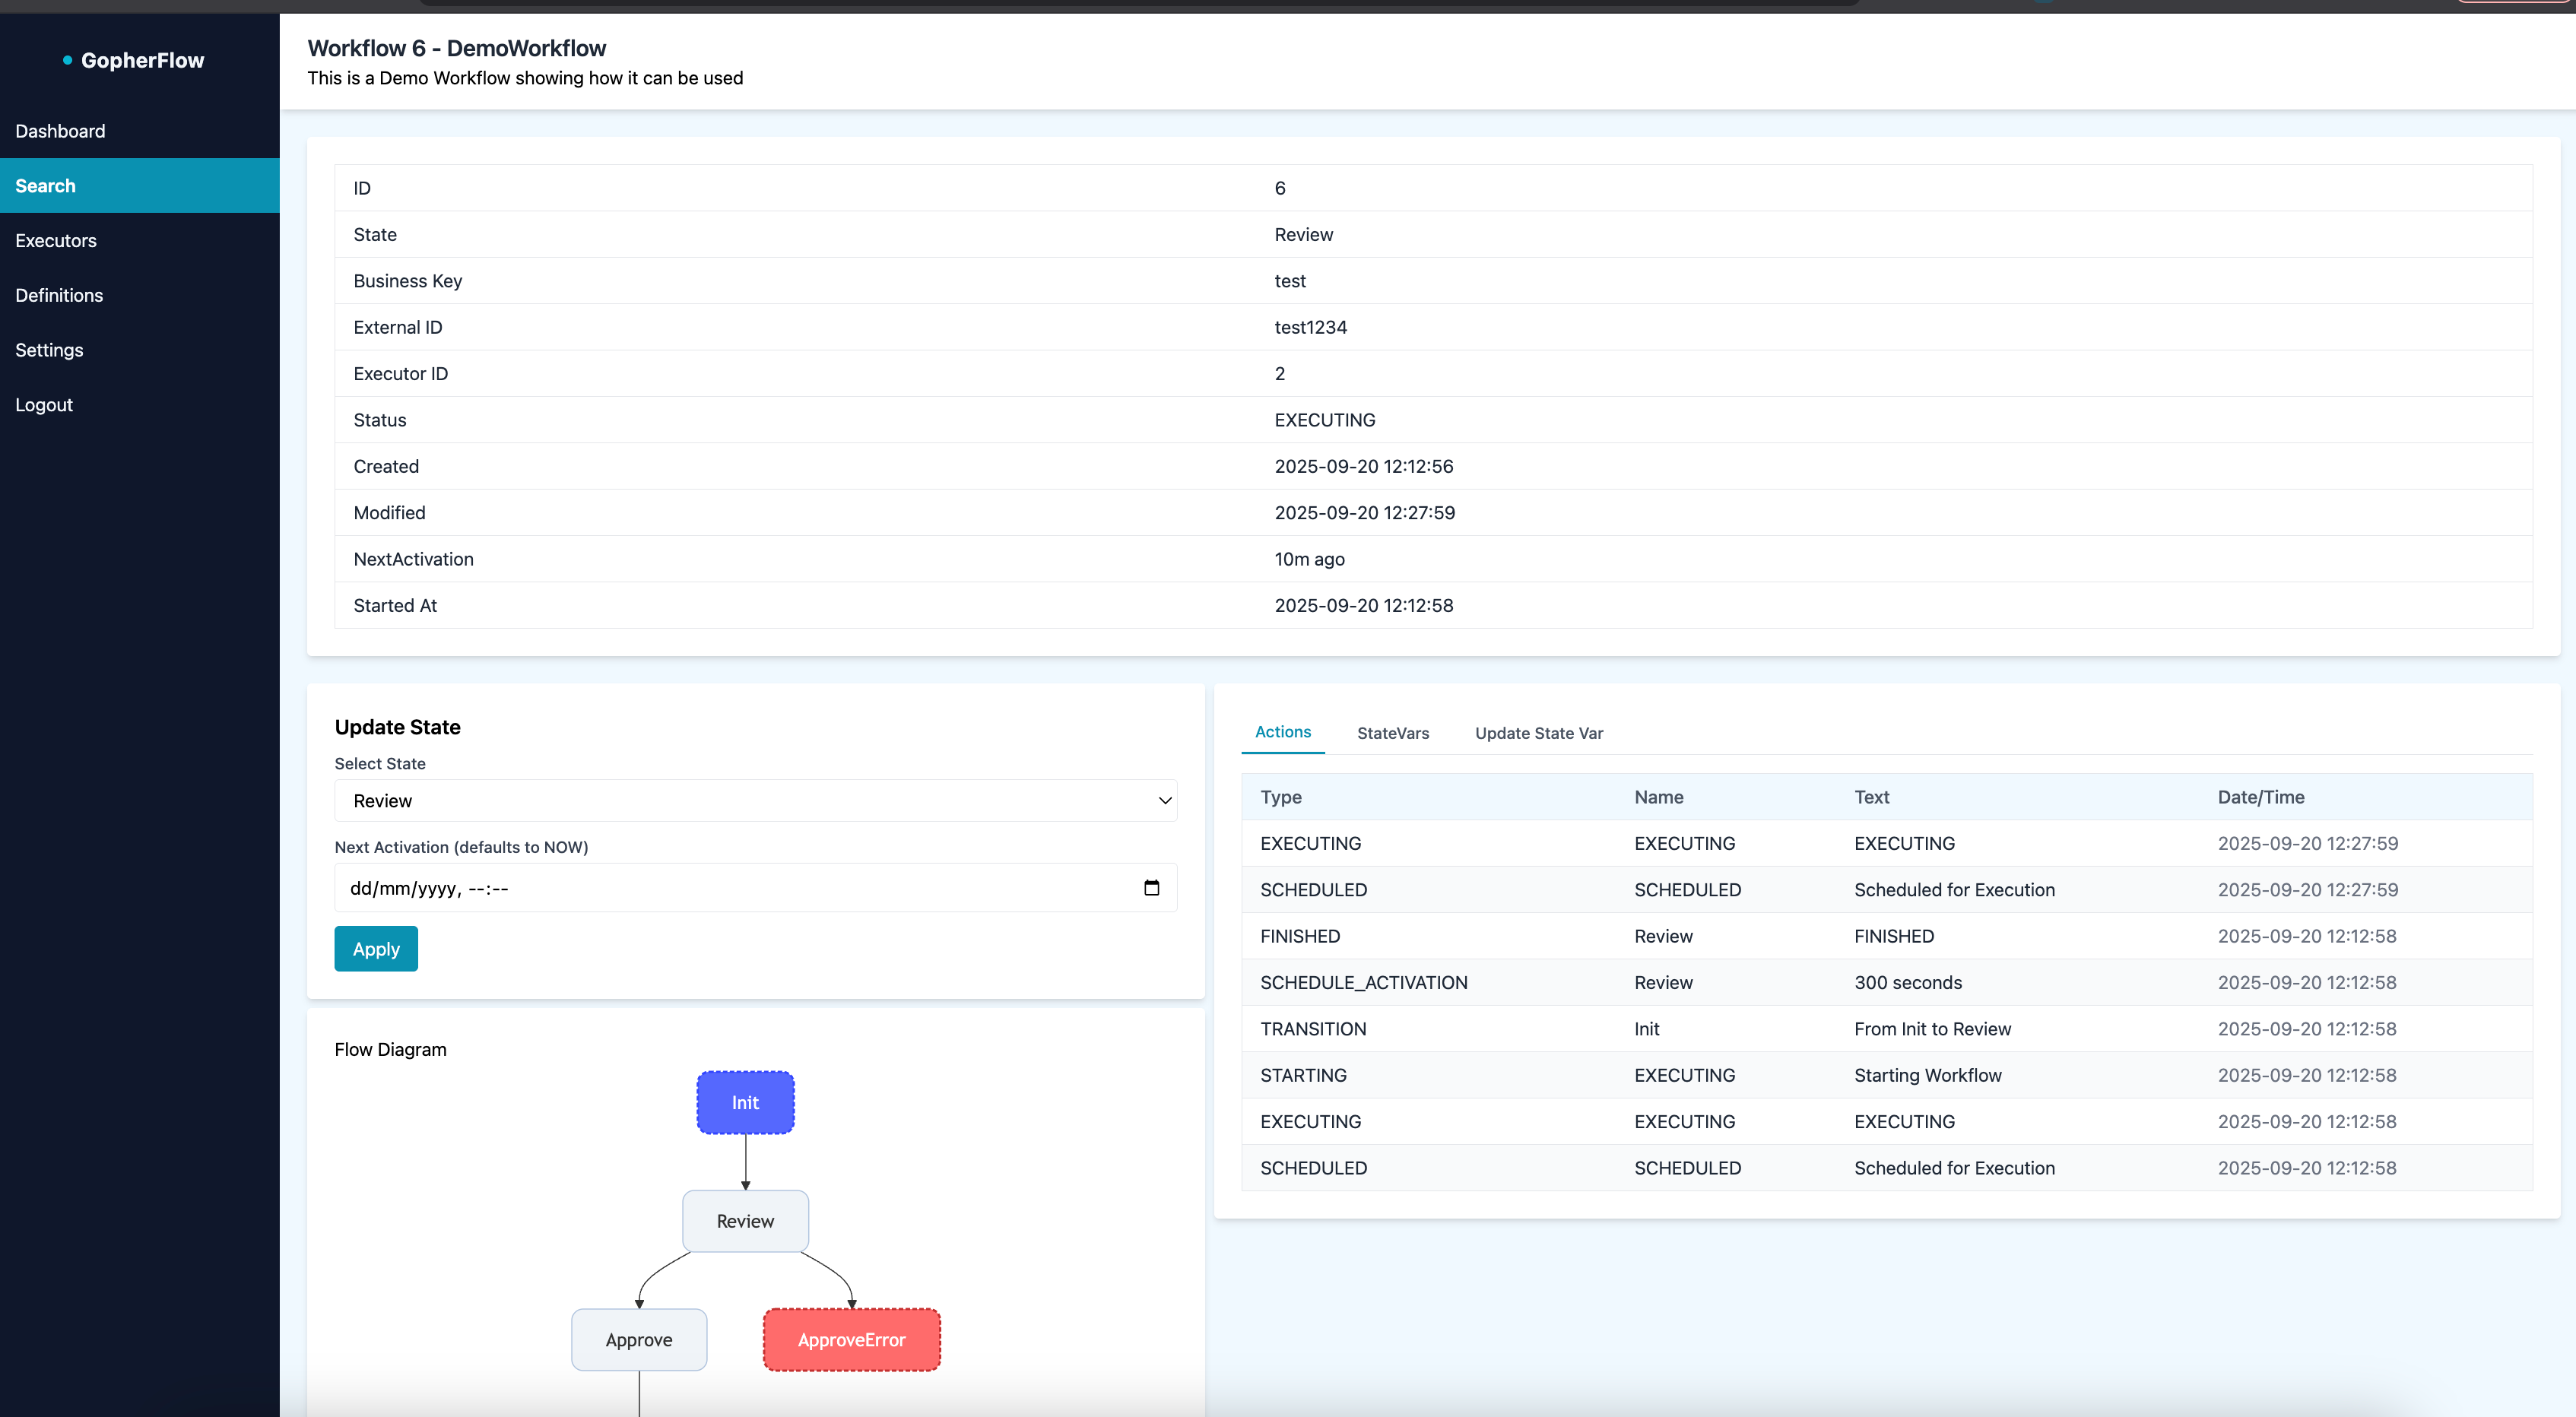 GopherFlow
Dashboard
Search
Executors
Definitions
Settings
Logout
Workflow 6 - DemoWorkflow
This is a Demo Workflow showing how it can be used
ID 6
State Review
Business Key test
External ID test1234
Executor ID 2
Status EXECUTING
Created 2025-09-20 12:12:56
Modified 2025-09-20 12:27:59
NextActivation 10m ago
Started At 2025-09-20 12:12:58
Update State
Select State
Review
Next Activation (defaults to NOW)
dd/mm/yyyy, --:--
Apply
Flow Diagram
Init
Review
Approve ApproveError
Actions StateVars Update State Var
Type Name Text Date/Time
EXECUTING EXECUTING EXECUTING 2025-09-20 12:27:59
SCHEDULED SCHEDULED Scheduled for Execution 2025-09-20 12:27:59
FINISHED Review FINISHED 2025-09-20 12:12:58
SCHEDULE_ACTIVATION Review 300 seconds 2025-09-20 12:12:58
TRANSITION Init From Init to Review 2025-09-20 12:12:58
STARTING EXECUTING Starting Workflow 2025-09-20 12:12:58
EXECUTING EXECUTING EXECUTING 2025-09-20 12:12:58
SCHEDULED SCHEDULED Scheduled for Execution 2025-09-20 12:12:58